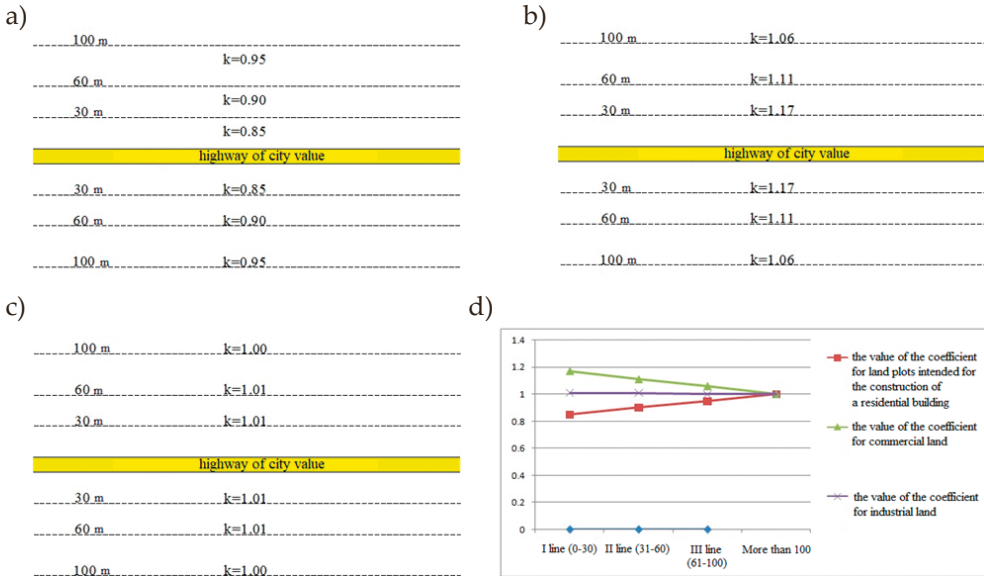 a)
100 m
k=0.95
60 m
k=0.90
30 m
k=0.85
highway of city value
30 m k=0.85
60 m k=0.90
100 m k=0.95
b)
100 m k=1.06
60 m k=1.11
30 m k=1.17
highway of city value
30 m k=1.17
60 m k=1.11
100 m k=1.06
c)
100 m k=1.00
60 m k=1.01
30 m k=1.01
highway of city value
30 m k=1.01
60 m k=1.01
100 m k=1.00
d)
1.4
1.2
1
0.8
0.6
0.4
0.2
0
I line (0-30) II line (31-60) III line More than 100
(61-100)
the value of the coefficient
for land plots intended for
the construction of
a residential building
the value of the coefficient
for commercial land
the value of the coefficient
for industrial land